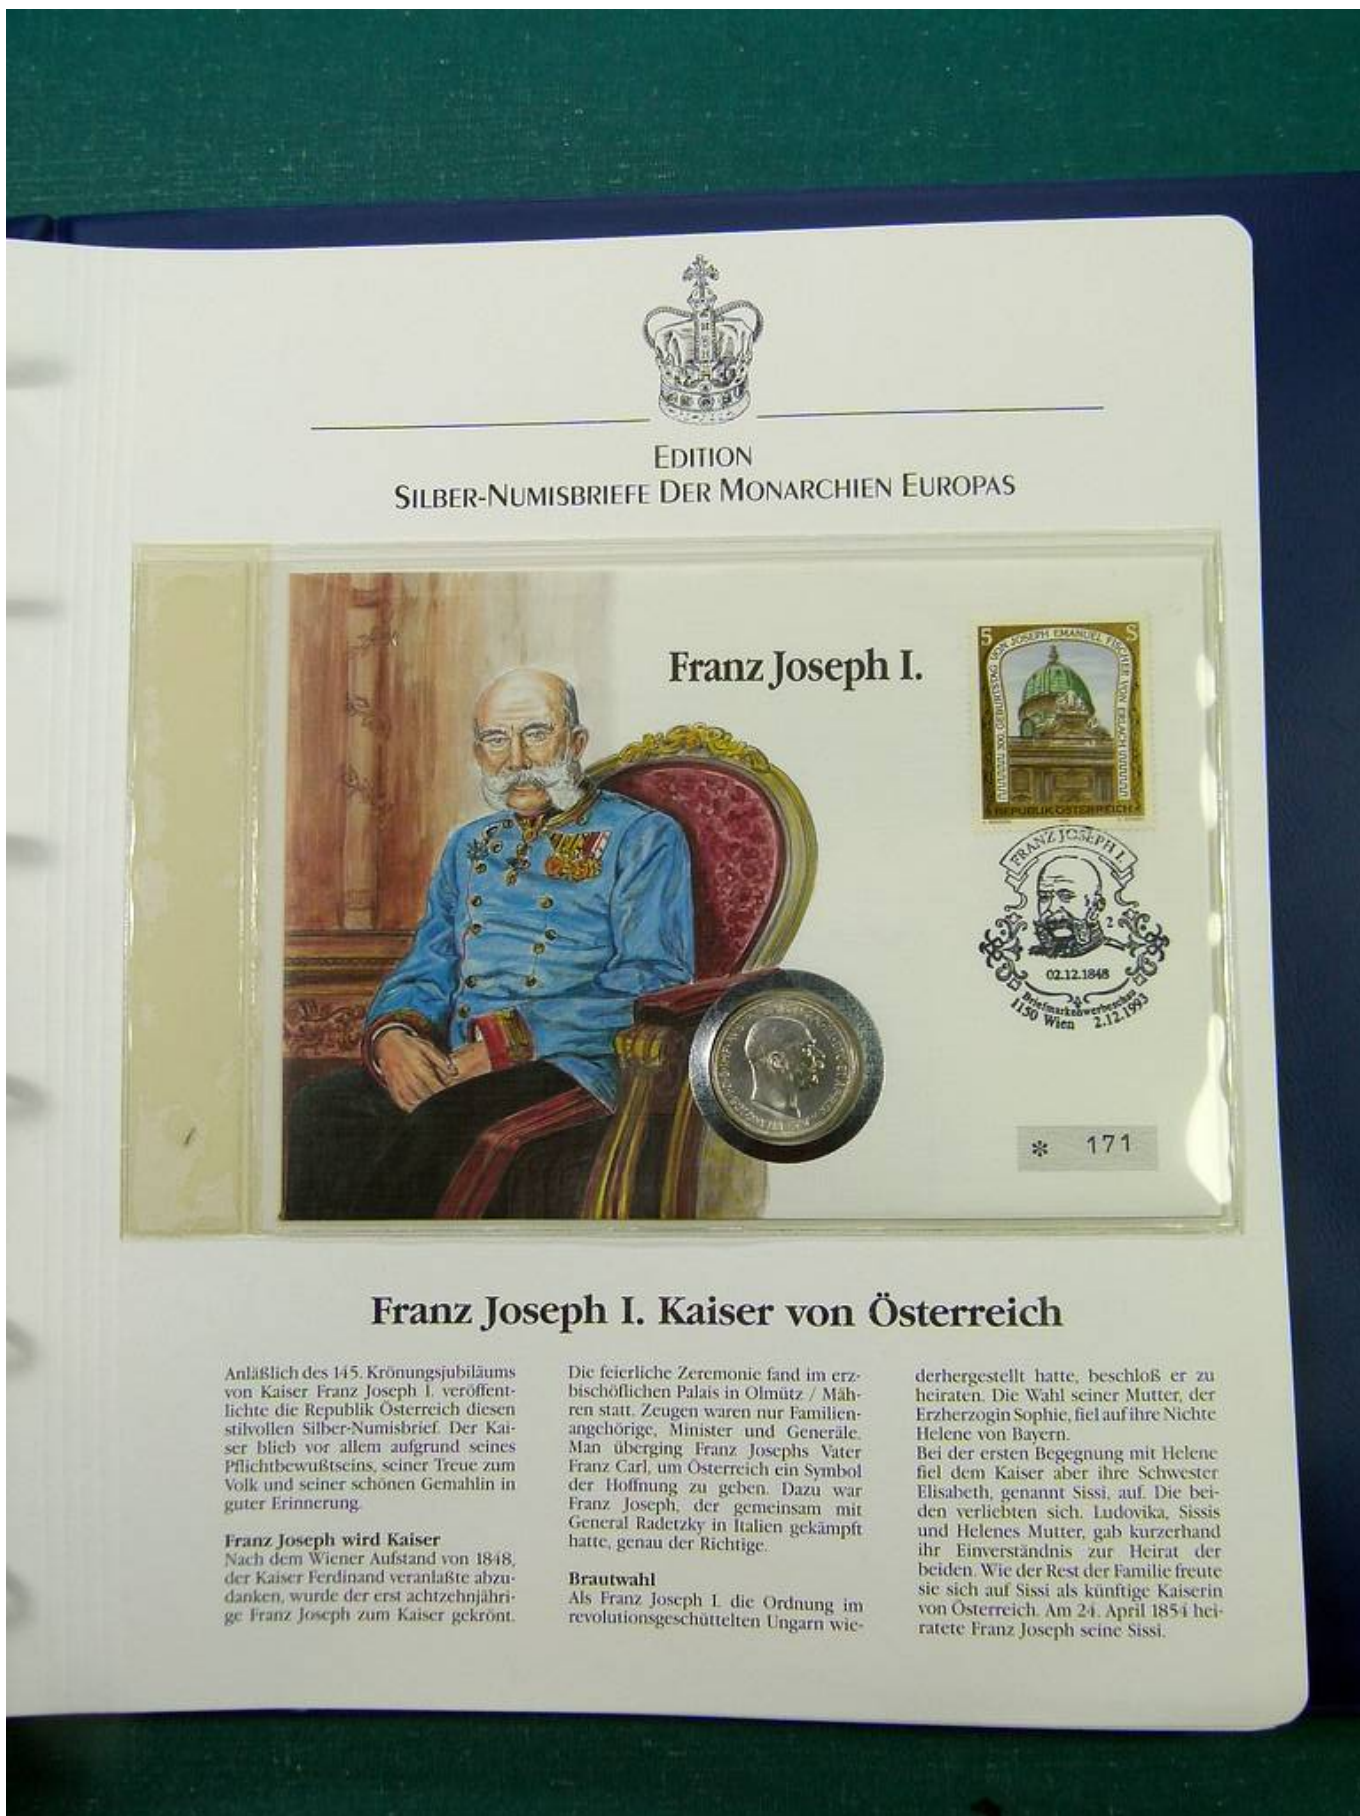 EDITION
SILBER-NUMISBRIEFE DER MONARCHIEN EUROPAS
Franz Joseph I.
5 S
300. GEBURTSTAG VON JOSEPH EMANUEL FISCHER VON ERLACH
REPUBLIK ÖSTERREICH
FRANZ JOSEPH I.
2
02.12.1848
Briefmarkenwerbeschau
1150 Wien 2.12.1993
* 171
Franz Joseph I. Kaiser von Österreich
Anläßlich des 145. Krönungsjubiläums
von Kaiser Franz Joseph I. veröffent-
lichte die Republik Österreich diesen
stilvollen Silber-Numisbrief. Der Kai-
ser blieb vor allem aufgrund seines
Pflichtbewußtseins, seiner Treue zum
Volk und seiner schönen Gemahlin in
guter Erinnerung.
Franz Joseph wird Kaiser
Nach dem Wiener Aufstand von 1848,
der Kaiser Ferdinand veranlaßte abzu-
danken, wurde der erst achtzehnjähri-
ge Franz Joseph zum Kaiser gekrönt.
Die feierliche Zeremonie fand im erz-
bischöflichen Palais in Olmütz / Mäh-
ren statt. Zeugen waren nur Familien-
angehörige, Minister und Generäle.
Man überging Franz Josephs Vater
Franz Carl, um Österreich ein Symbol
der Hoffnung zu geben. Dazu war
Franz Joseph, der gemeinsam mit
General Radetzky in Italien gekämpft
hatte, genau der Richtige.
Brautwahl
Als Franz Joseph I. die Ordnung im
revolutionsgeschüttelten Ungarn wie-
derhergestellt hatte, beschloß er zu
heiraten. Die Wahl seiner Mutter, der
Erzherzogin Sophie, fiel auf ihre Nichte
Helene von Bayern.
Bei der ersten Begegnung mit Helene
fiel dem Kaiser aber ihre Schwester
Elisabeth, genannt Sissi, auf. Die bei-
den verliebten sich. Ludovika, Sissis
und Helenes Mutter, gab kurzerhand
ihr Einverständnis zur Heirat der
beiden. Wie der Rest der Familie freute
sie sich auf Sissi als künftige Kaiserin
von Österreich. Am 24. April 1854 hei-
ratete Franz Joseph seine Sissi.